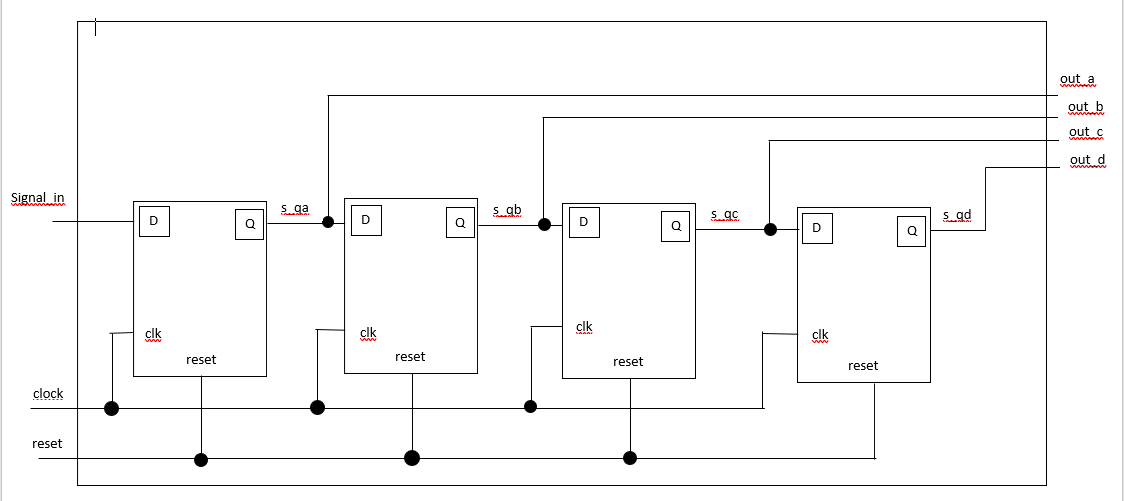 out_a
out_b
out_c
out_d
Signal_in
D
Q
s_qa
D
Q
s_qb
D
Q
s_qc
D
Q
s_qd
clk
reset
clk
reset
clk
reset
clk
reset
clock
reset